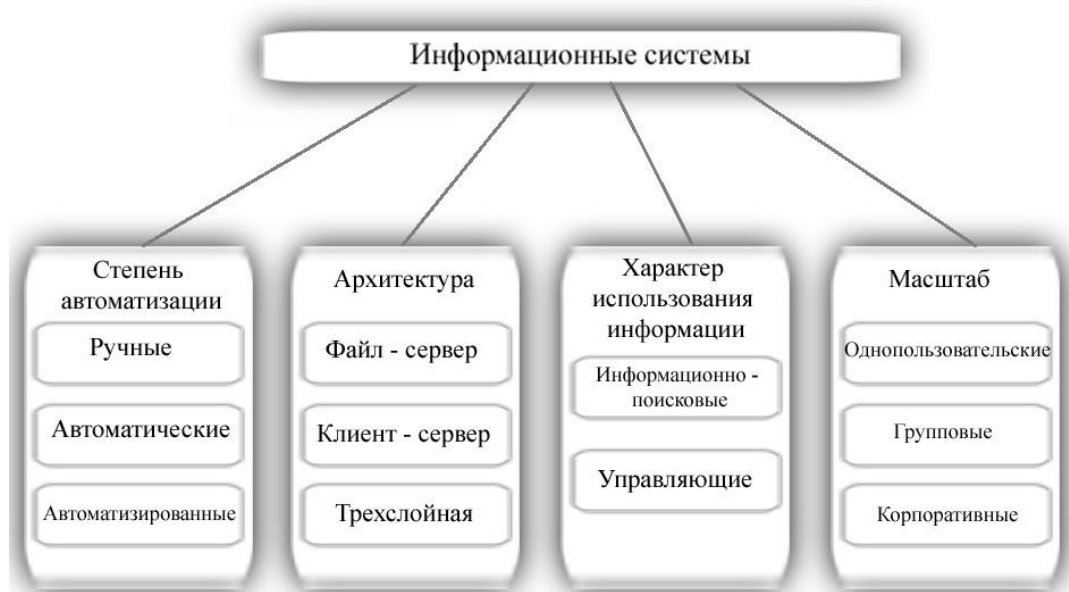 Информационные системы
Степень
автоматизации
Ручные
Автоматические
Автоматизированные
Архитектура
Файл - сервер
Клиент - сервер
Трехслойная
Характер
использования
информации
Информационно -
поисковые
Управляющие
Масштаб
Однопользовательские
Групповые
Корпоративные